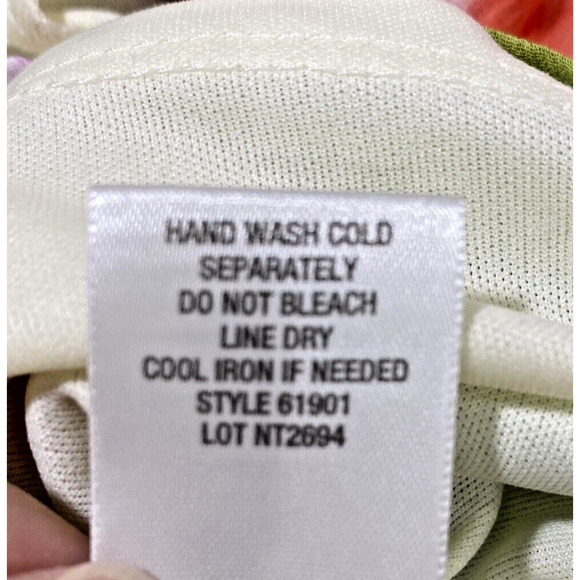 HAND WASH COLD
SEPARATELY
DO NOT BLEACH
LINE DRY
COOL IRON IF NEEDED
STYLE 61901
LOT NT2694